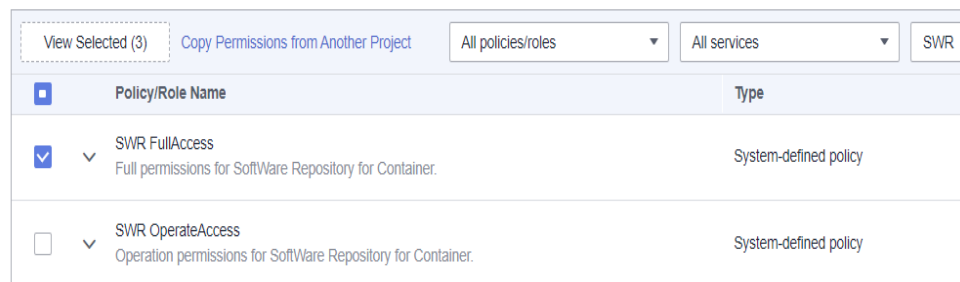 View Selected (3) Copy Permissions from Another Project All policies/roles All services SWR
Policy/Role Name Type
SWR FullAccess
Full permissions for SoftWare Repository for Container.
System-defined policy
SWR OperateAccess
Operation permissions for SoftWare Repository for Container.
System-defined policy